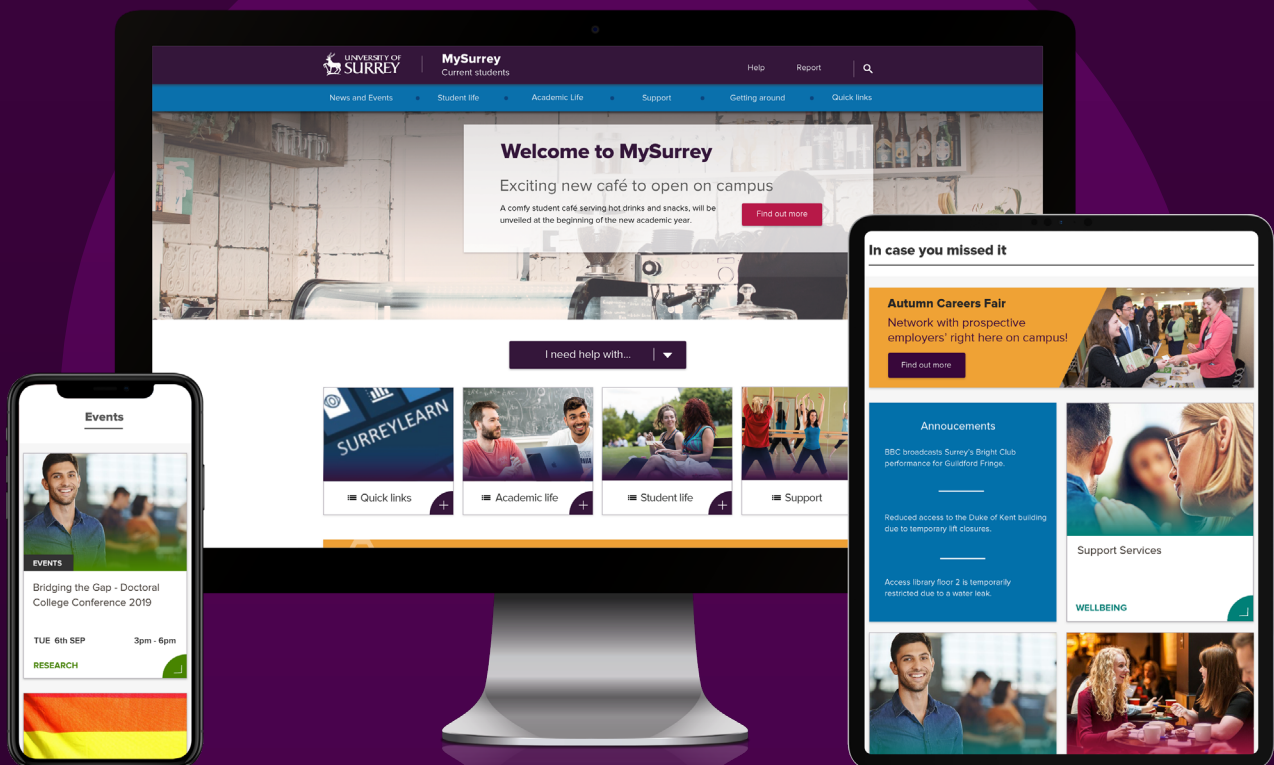 UNIVERSITY OF
SURREY
MySurrey
Current students
Help
Report
News and Events
Student life
Academic Life
Support
Getting around
Quick links
Welcome to MySurrey
Exciting new café to open on campus
A comfy student café serving hot drinks and snacks, will be
unveiled at the beginning of the new academic year.
Find out more
I need help with...
SURREYLEARN
Quick links
Academic life
Student life
Support
Events
EVENTS
Bridging the Gap - Doctoral
College Conference 2019
TUE 6th SEP
3pm - 6pm
RESEARCH
In case you missed it
Autumn Careers Fair
Network with prospective
employers’ right here on campus!
Find out more
Annoucements
BBC broadcasts Surrey’s Bright Club
performance for Guildford Fringe.
Reduced access to the Duke of Kent building
due to temporary lift closures.
Access library floor 2 is temporarily
restricted due to a water leak.
Support Services
WELLBEING